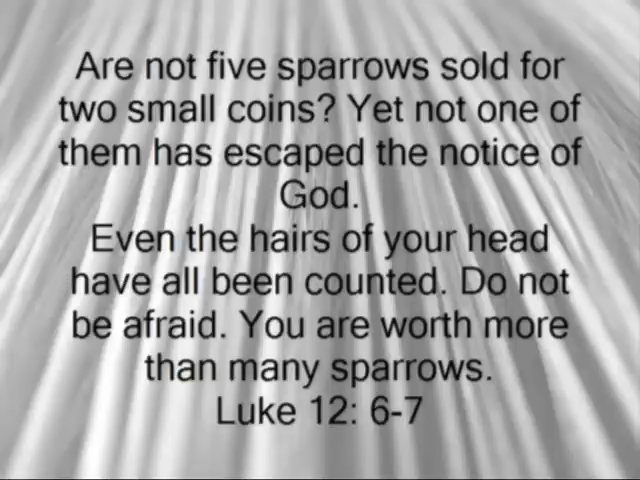 Are not five sparrows sold for
two small coins? Yet not one of
them has escaped the notice of
God.
Even the hairs of your head
have all been counted. Do not
be afraid. You are worth more
than many sparrows.
Luke 12: 6-7